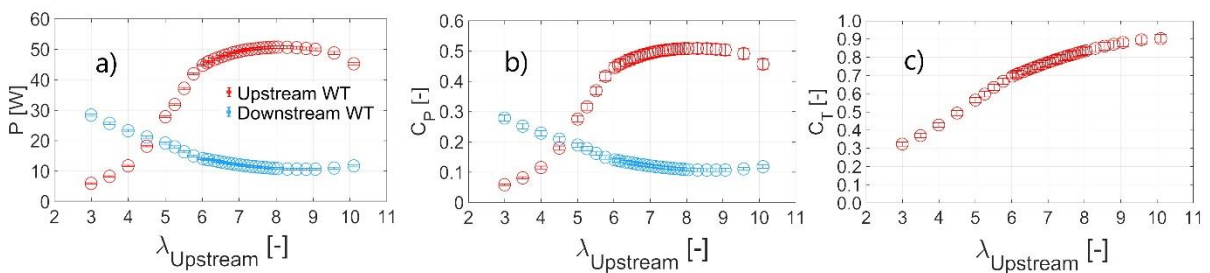 60
50
40
30
20
10
0
P [W]
a)
Upstream WT
Downstream WT
2 3 4 5 6 7 8 9 10 11
λUpstream [-]
0.6
0.5
0.4
0.3
0.2
0.1
0
CP [-]
b)
2 3 4 5 6 7 8 9 10 11
λUpstream [-]
1.0
0.9
0.8
0.7
0.6
0.5
0.4
0.3
0.2
0.1
0.0
CT [-]
c)
2 3 4 5 6 7 8 9 10 11
λUpstream [-]